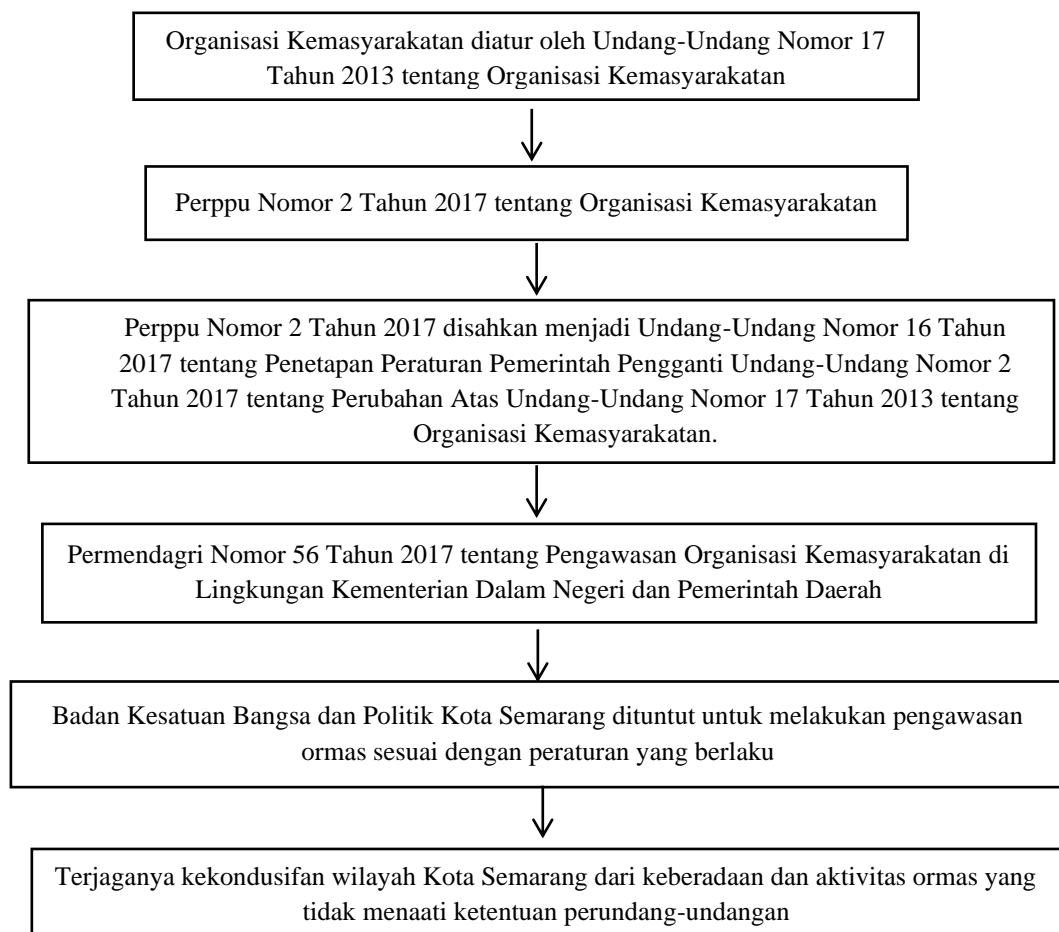 Organisasi Kemasyarakatan diatur oleh Undang-Undang Nomor 17
Tahun 2013 tentang Organisasi Kemasyarakatan
Perppu Nomor 2 Tahun 2017 tentang Organisasi Kemasyarakatan
Perppu Nomor 2 Tahun 2017 disahkan menjadi Undang-Undang Nomor 16 Tahun
2017 tentang Penetapan Peraturan Pemerintah Pengganti Undang-Undang Nomor 2
Tahun 2017 tentang Perubahan Atas Undang-Undang Nomor 17 Tahun 2013 tentang
Organisasi Kemasyarakatan.
Permendagri Nomor 56 Tahun 2017 tentang Pengawasan Organisasi Kemasyarakatan di
Lingkungan Kementerian Dalam Negeri dan Pemerintah Daerah
Badan Kesatuan Bangsa dan Politik Kota Semarang dituntut untuk melakukan pengawasan
ormas sesuai dengan peraturan yang berlaku
Terjaganya kekondusifan wilayah Kota Semarang dari keberadaan dan aktivitas ormas yang
tidak menaati ketentuan perundang-undangan